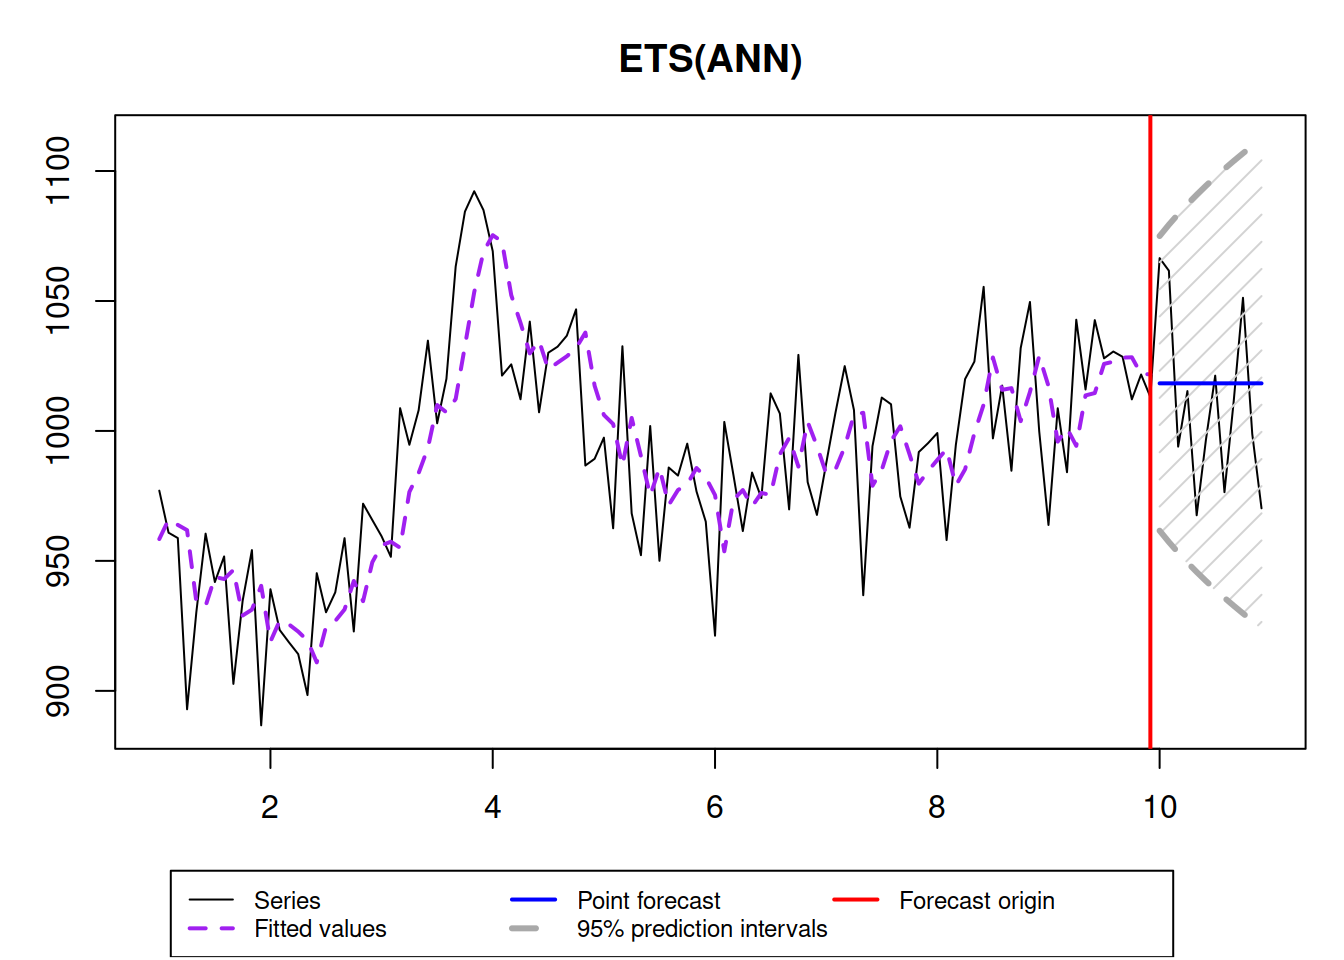 ETS(ANN)
1100
1050
1000
950
900
2 4 6 8 10
Series Point forecast Forecast origin
Fitted values 95% prediction intervals